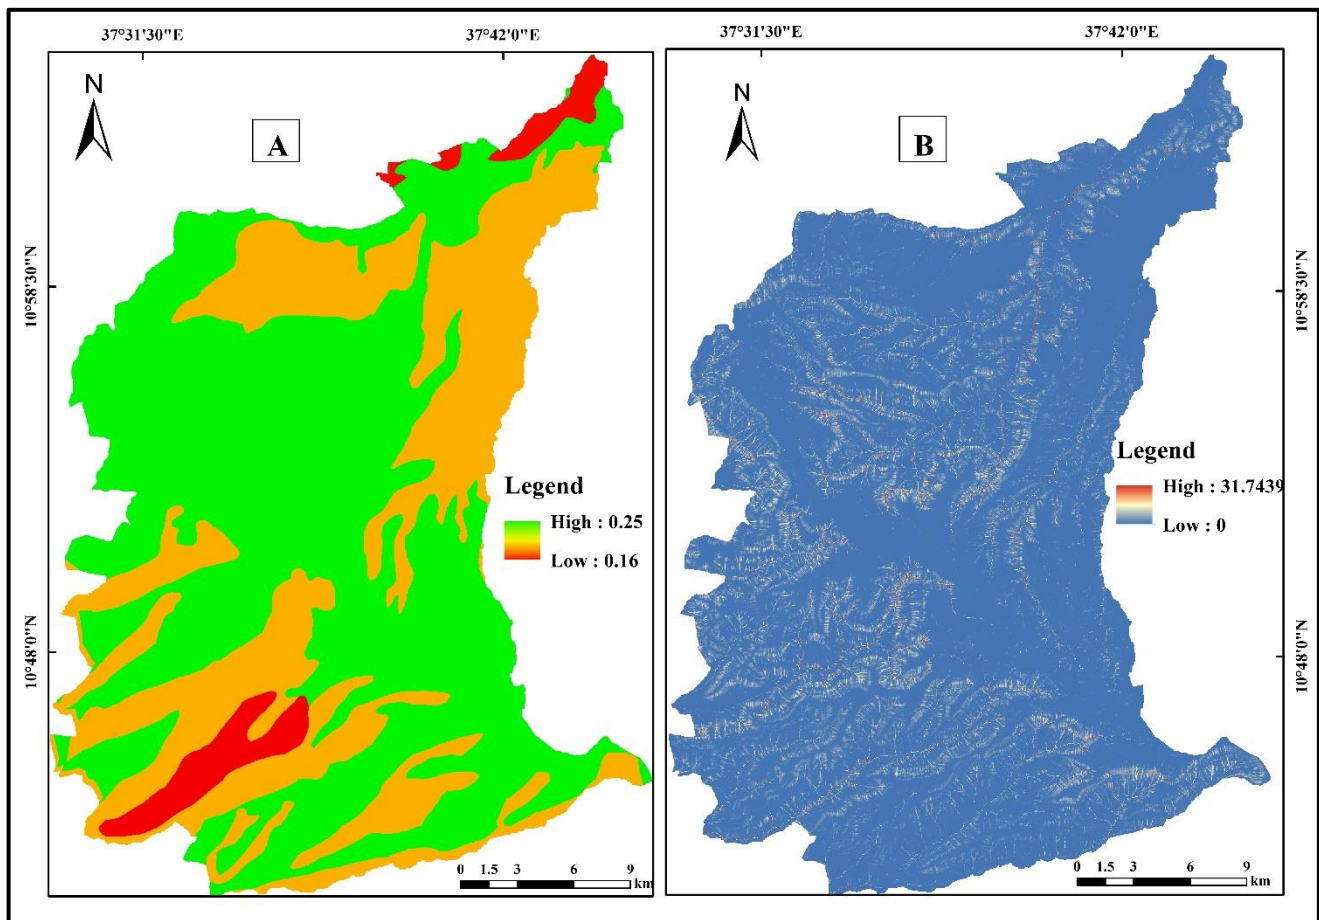 37°31'30"E
37°42'0"E
N
A
10°58'30"N
10°48'0"N
Legend
High : 0.25
Low : 0.16
0 1.5 3 6 9
km
37°31'30"E
37°42'0"E
N
B
10°58'30"N
10°48'0"N
Legend
High : 31.7439
Low : 0
0 1.5 3 6 9
km